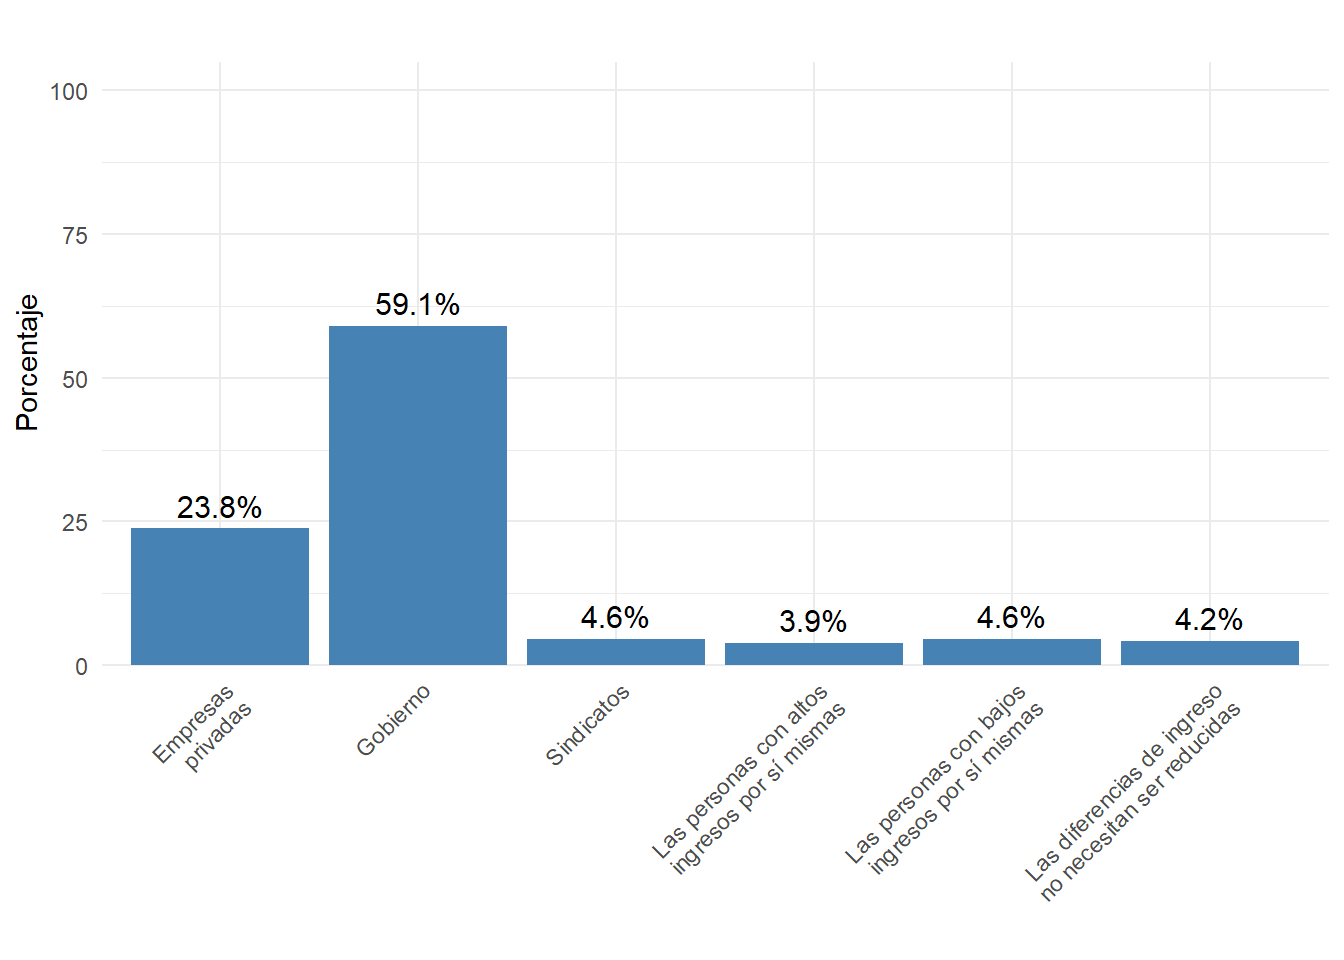 100
75
50
25
0
Porcentaje
23.8%
59.1%
4.6%
3.9%
4.6%
4.2%
Empresas
privadas
Gobierno
Sindicatos
Las personas con altos
ingresos por sí mismas
Las personas con bajos
ingresos por sí mismas
Las diferencias de ingreso
no necesitan ser reducidas